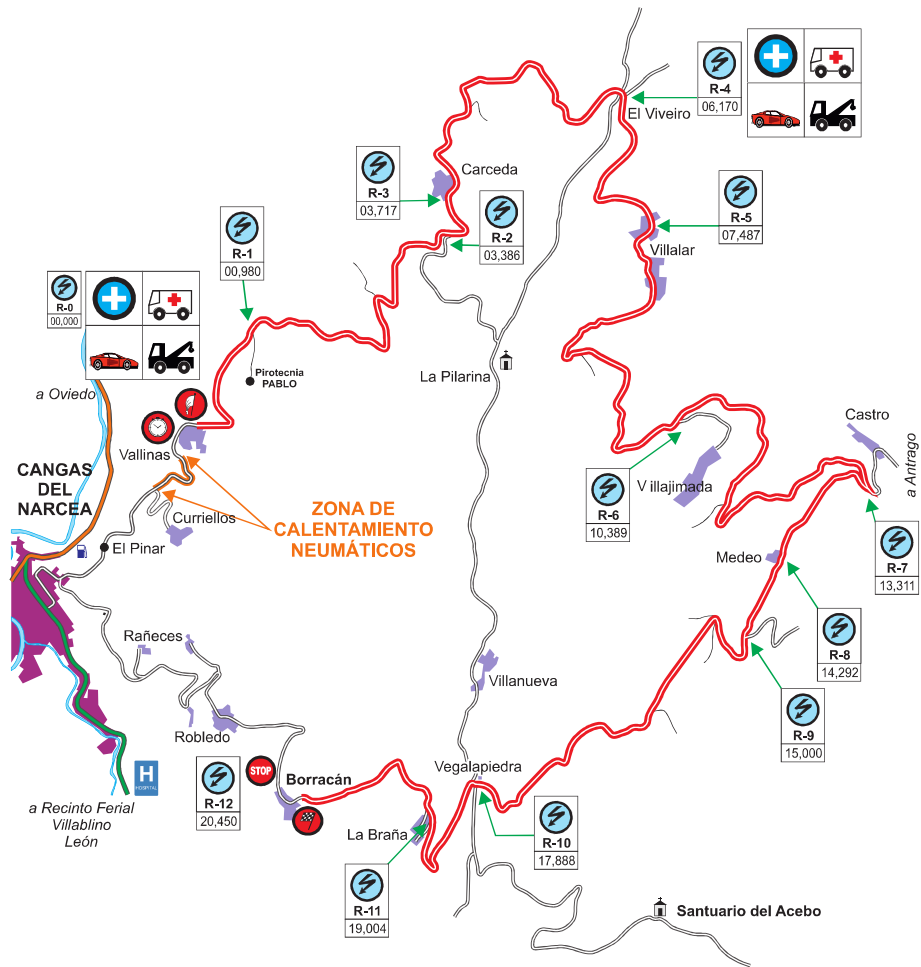 R-4
06,170
El Viveiro
Carceda
R-3
03,717
R-2
03,386
R-5
07,487
Villalar
R-1
00,980
R-0
00,000
a Oviedo
Pirotecnia
PABLO
La Pilarina
Vallinas
CANGAS
DEL
NARCEA
ZONA DE
CALENTAMIENTO
NEUMÁTICOS
Curriellos
El Pinar
Castro
a Antrago
Villajimada
R-6
10,389
R-7
13,311
Medeo
R-8
14,292
R-9
15,000
Rañeces
Villanueva
Robledo
Vegalapiedra
STOP
Borracán
R-12
20,450
H
HOSPITAL
a Recinto Ferial
Villablino
León
La Braña
R-10
17,888
R-11
19,004
Santuario del Acebo